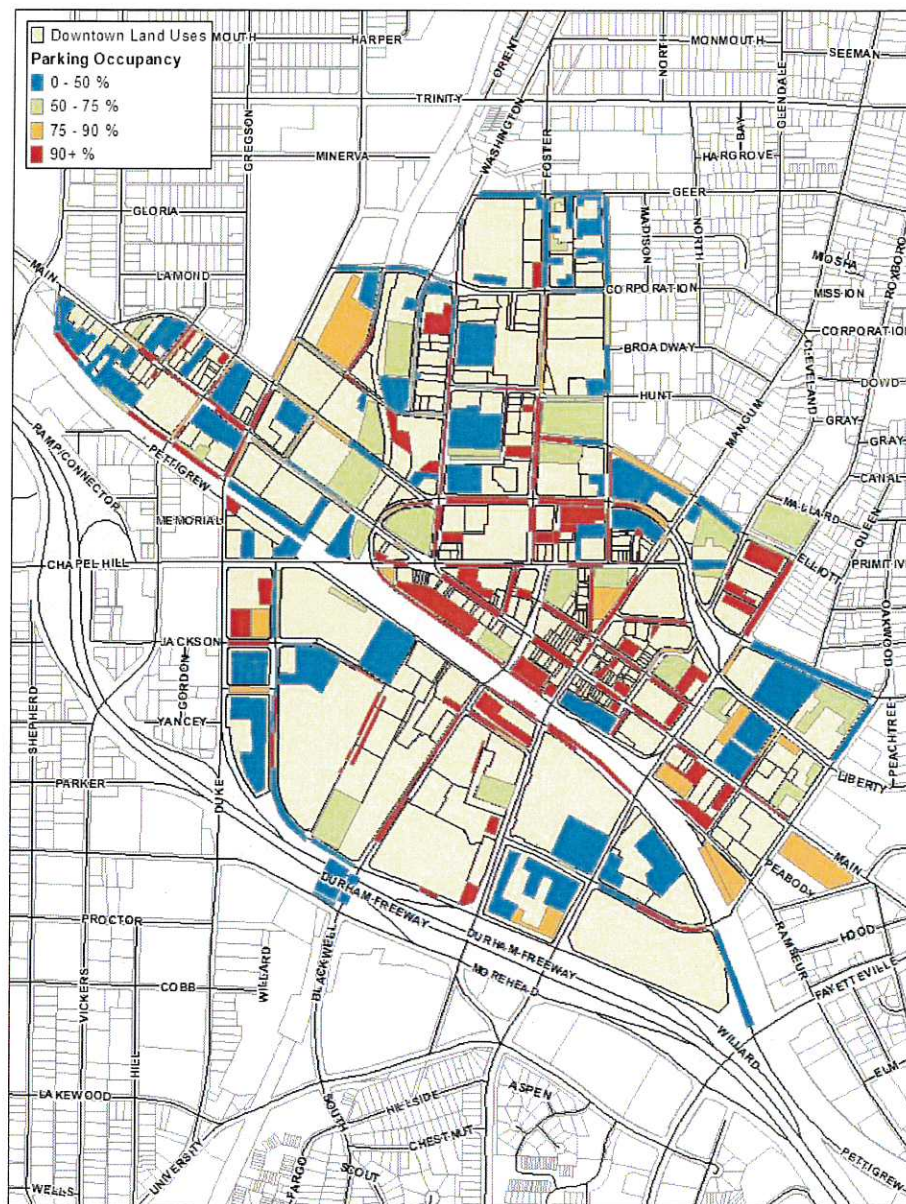 Downtown Land Uses
Parking Occupancy
0 - 50 %
50 - 75 %
75 - 90 %
90+ %
MOUTH
HARPER
ORIENT
NORTH
MONMOUTH
GLENDALE
SEEMAN
TRINITY
GREGSON
WASHINGTON
FOSTER
BAY
MINERVA
HARGROVE
GEER
GLORIA
MADISON
NORTH
ROXBORO
MAIN
LAMOND
MIOSHA
CORPORATION
MISSION
CORPORATION
BROADWAY
CLEVELAND
DOWD
HUNT
MANGUM
GRAY
RAMP/CONNECTOR
PETTIGREW
GRAY
CANAL
MALLARD
QUEEN
MEMORIAL
ELLIOTT
PRIMITIVE
CHAPEL HILL
OAKWOOD
JACKSON
GORDON
SHEPHERD
YANCEY
PEACHTREE
PARKER
DUKE
LIBERTY
MAIN
PEABODY
DURHAM-FREEWAY
PROCTOR
DURHAM-FREEWAY
RAMSEUR
HOOD
WILLARD
BLACKWELL
MOREHEAD
FAYETTEVILLE
COBB
VICKERS
WILLARD
HILL
ELM
LAKEWOOD
ASPEN
SOUTH
HILLSIDE
CHESTNUT
UNIVERSITY
FARGO
SCOUT
PETTIGREW
WELLS